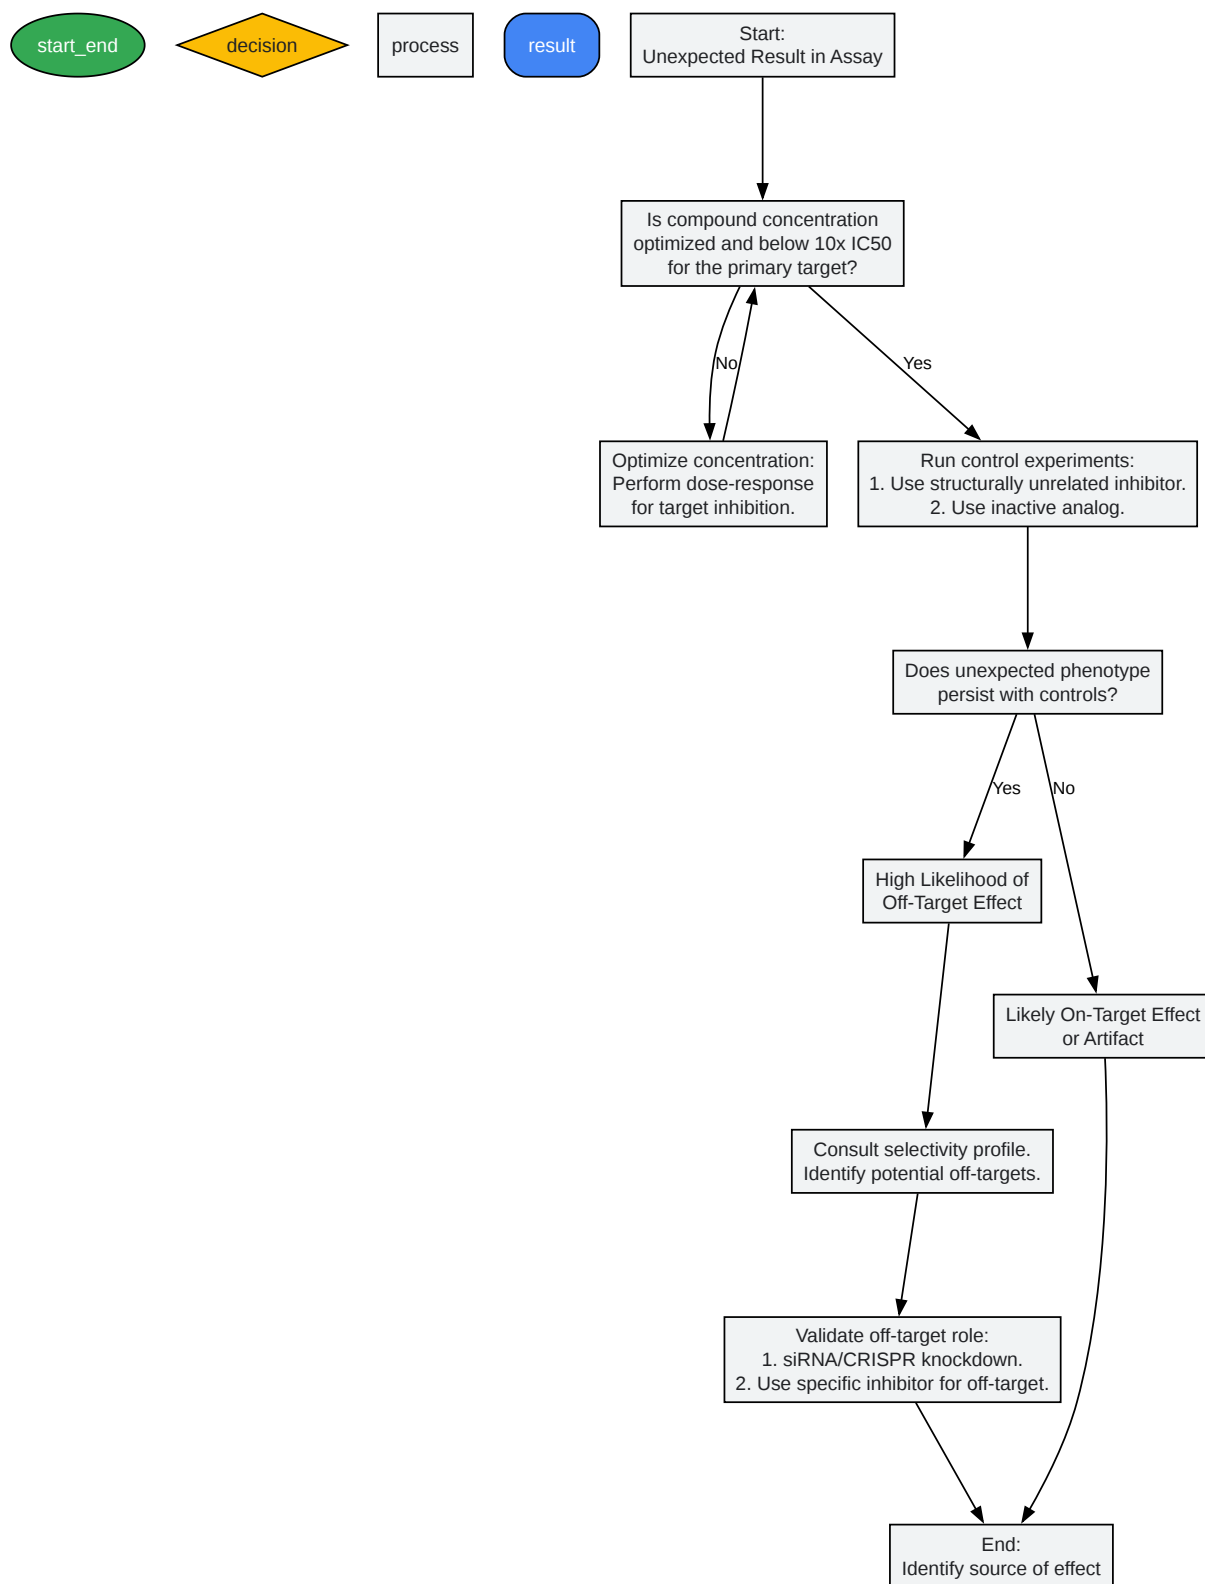 start_end
decision
process
result
Start:
Unexpected Result in Assay
Is compound concentration
optimized and below 10x IC50
for the primary target?
No
Yes
Optimize concentration:
Perform dose-response
for target inhibition.
Run control experiments:
1. Use structurally unrelated inhibitor.
2. Use inactive analog.
Does unexpected phenotype
persist with controls?
Yes
No
High Likelihood of
Off-Target Effect
Likely On-Target Effect
or Artifact
Consult selectivity profile.
Identify potential off-targets.
Validate off-target role:
1. siRNA/CRISPR knockdown.
2. Use specific inhibitor for off-target.
End:
Identify source of effect